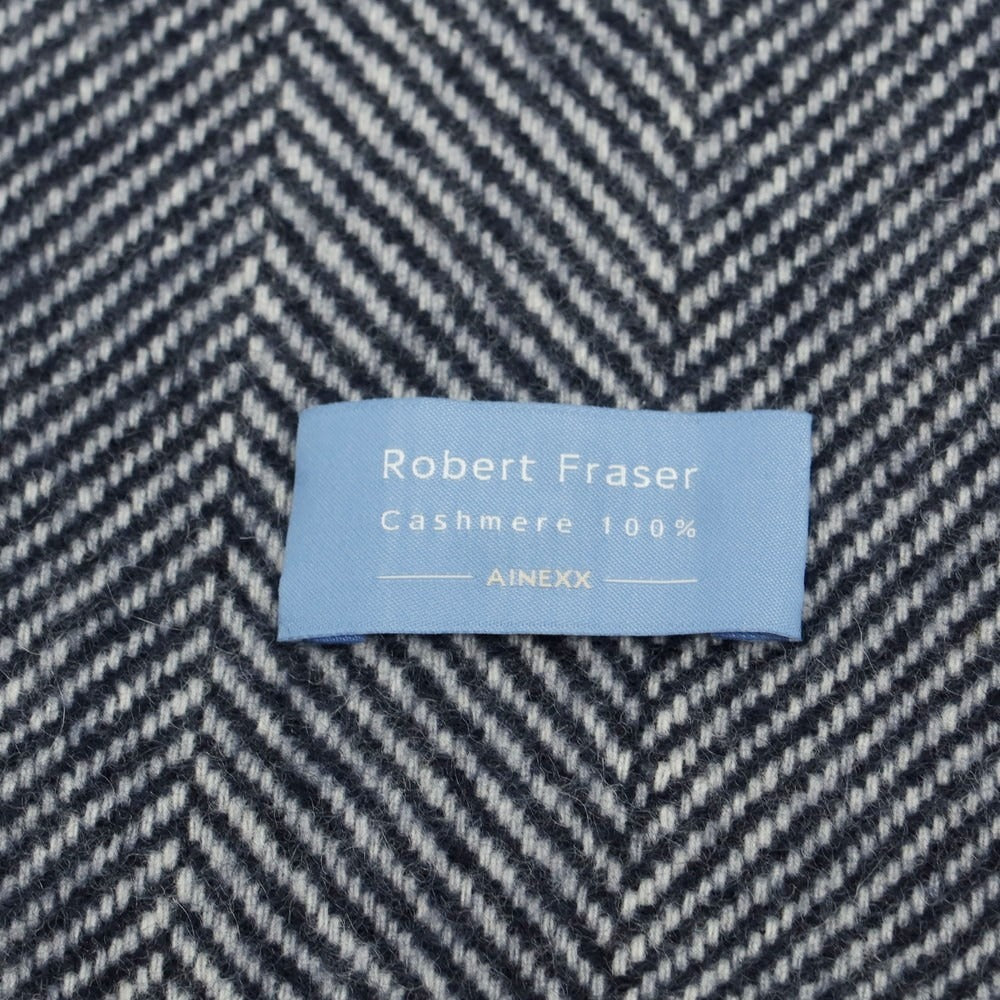 Robert Fraser
Cashmere 100%
AINEXX